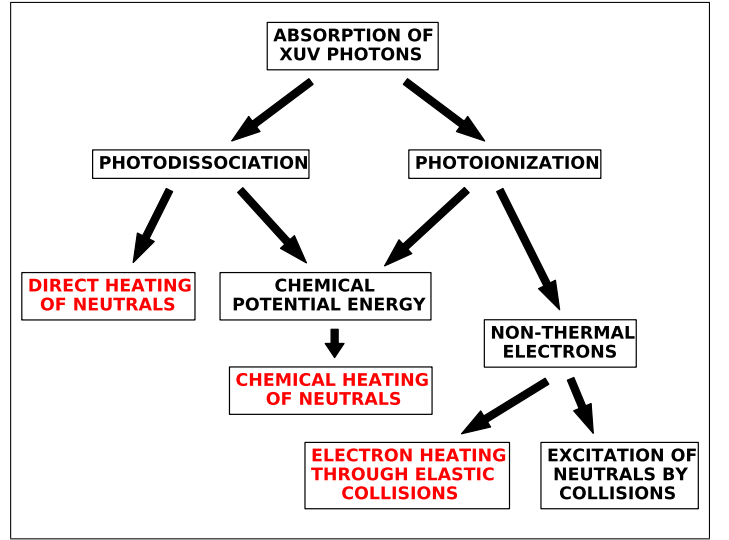 ABSORPTION OF
XUV PHOTONS
PHOTODISSOCIATION
PHOTOIONIZATION
DIRECT HEATING
OF NEUTRALS
CHEMICAL
POTENTIAL ENERGY
NON-THERMAL
ELECTRONS
CHEMICAL HEATING
OF NEUTRALS
ELECTRON HEATING
THROUGH ELASTIC
COLLISIONS
EXCITATION OF
NEUTRALS BY
COLLISIONS